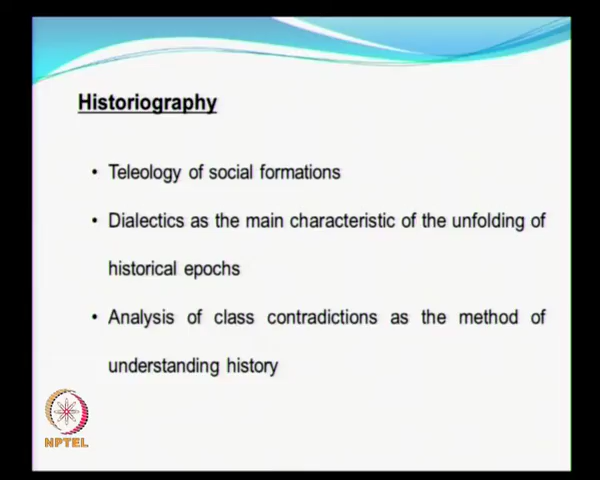 Historiography
• Teleology of social formations
• Dialectics as the main characteristic of the unfolding of
historical epochs
• Analysis of class contradictions as the method of
understanding history
NPTEL